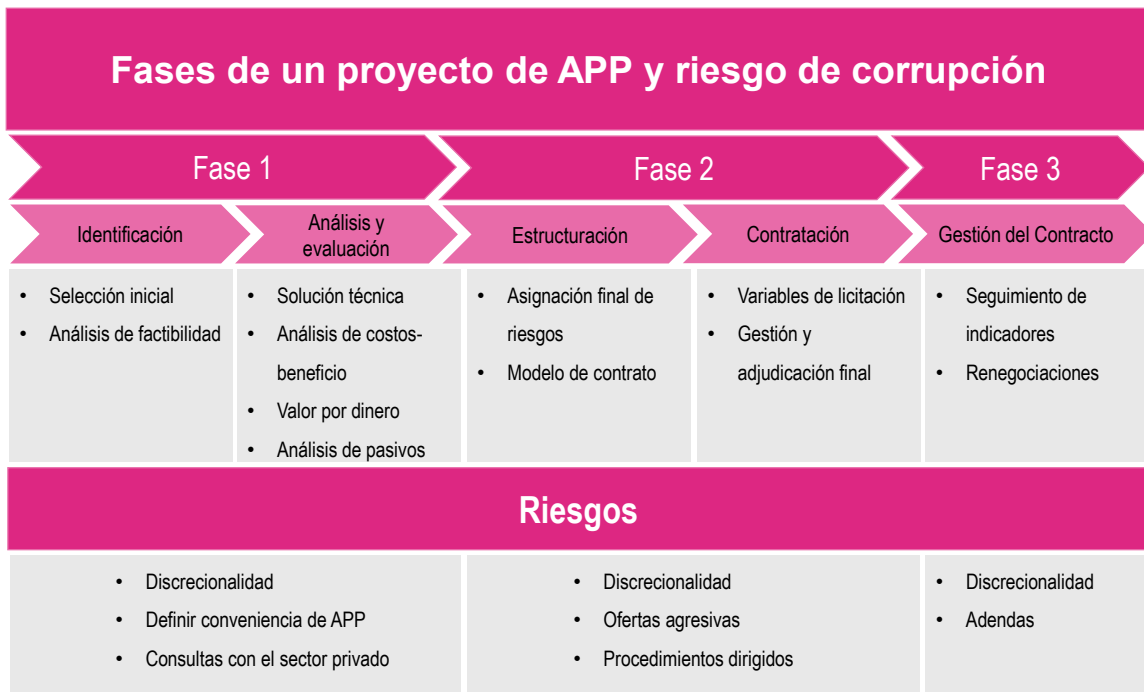 Fases de un proyecto de APP y riesgo de corrupción
Fase 1
Fase 2
Fase 3
Identificación
Análisis y
evaluación
Estructuración
Contratación
Gestión del Contracto
• Selección inicial
• Análisis de factibilidad
• Solución técnica
• Análisis de costos-
beneficio
• Valor por dinero
• Análisis de pasivos
• Asignación final de
riesgos
• Modelo de contrato
• Variables de licitación
• Gestión y
adjudicación final
• Seguimiento de
indicadores
• Renegociaciones
Riesgos
• Discrecionalidad
• Definir conveniencia de APP
• Consultas con el sector privado
• Discrecionalidad
• Ofertas agresivas
• Procedimientos dirigidos
• Discrecionalidad
• Adendas